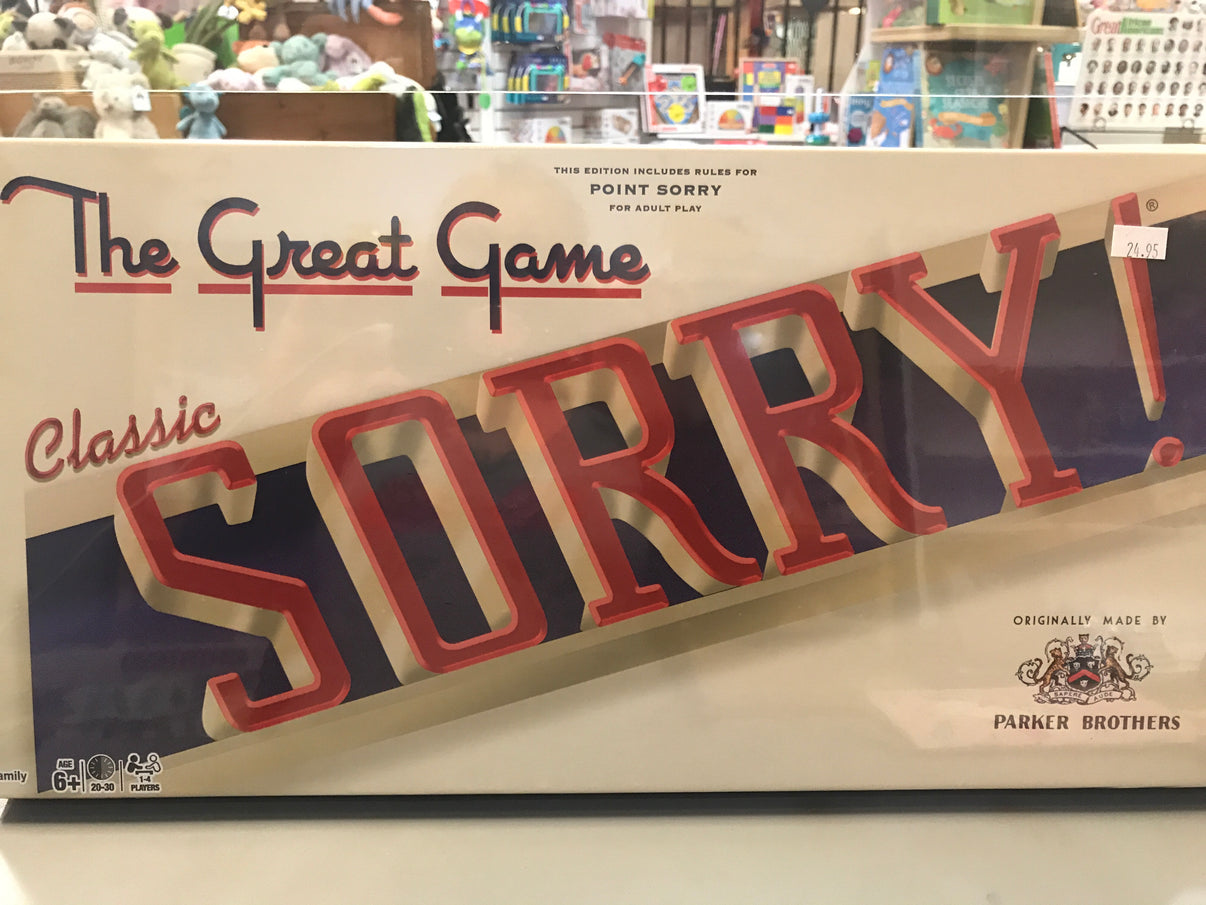 THIS EDITION INCLUDES RULES FOR
POINT SORRY
FOR ADULT PLAY
The Great Game
24.95
Classic
SORRY!®
ORIGINALLY MADE BY
SAPERE AUDE
PARKER BROTHERS
amily
AGE
6+
20-30
1-4
PLAYERS
Great